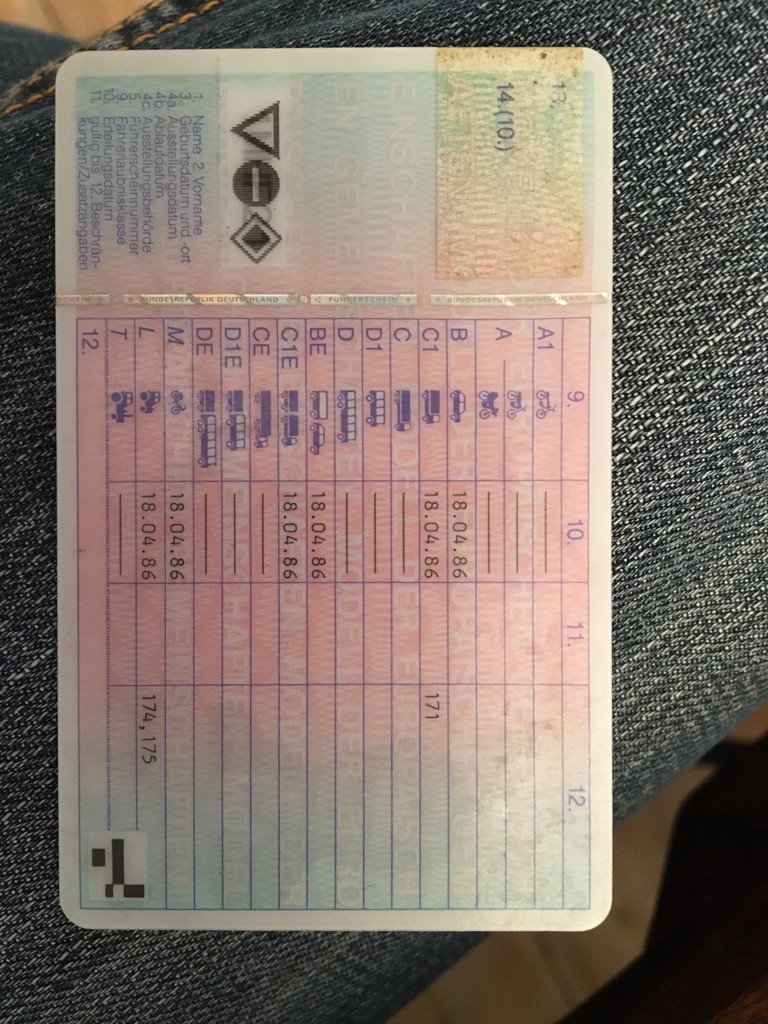 13.
14.(10.)
1. Name 2. Vorname
3. Geburtsdatum und -ort
4a. Ausstellungsdatum
4b. Ablaufdatum
4c. Ausstellungsbehörde
5. Führerscheinnummer
9. Fahrerlaubnisklasse
10. Erteilungsdatum
11. gültig bis 12. Beschrän-
kungen/Zusatzangaben
SCHEIN BUNDESREPUBLIK DEUTSCHLAND FÜHRERSCHEIN BUNDESREPUBLIK DEUTSCHLAND
9. 10. 11. 12.
A1
A
B 18.04.86
C1 18.04.86 171
C
D1
D
BE 18.04.86
C1E 18.04.86
CE
D1E
DE
M 18.04.86
L 18.04.86 174,175
T
12.